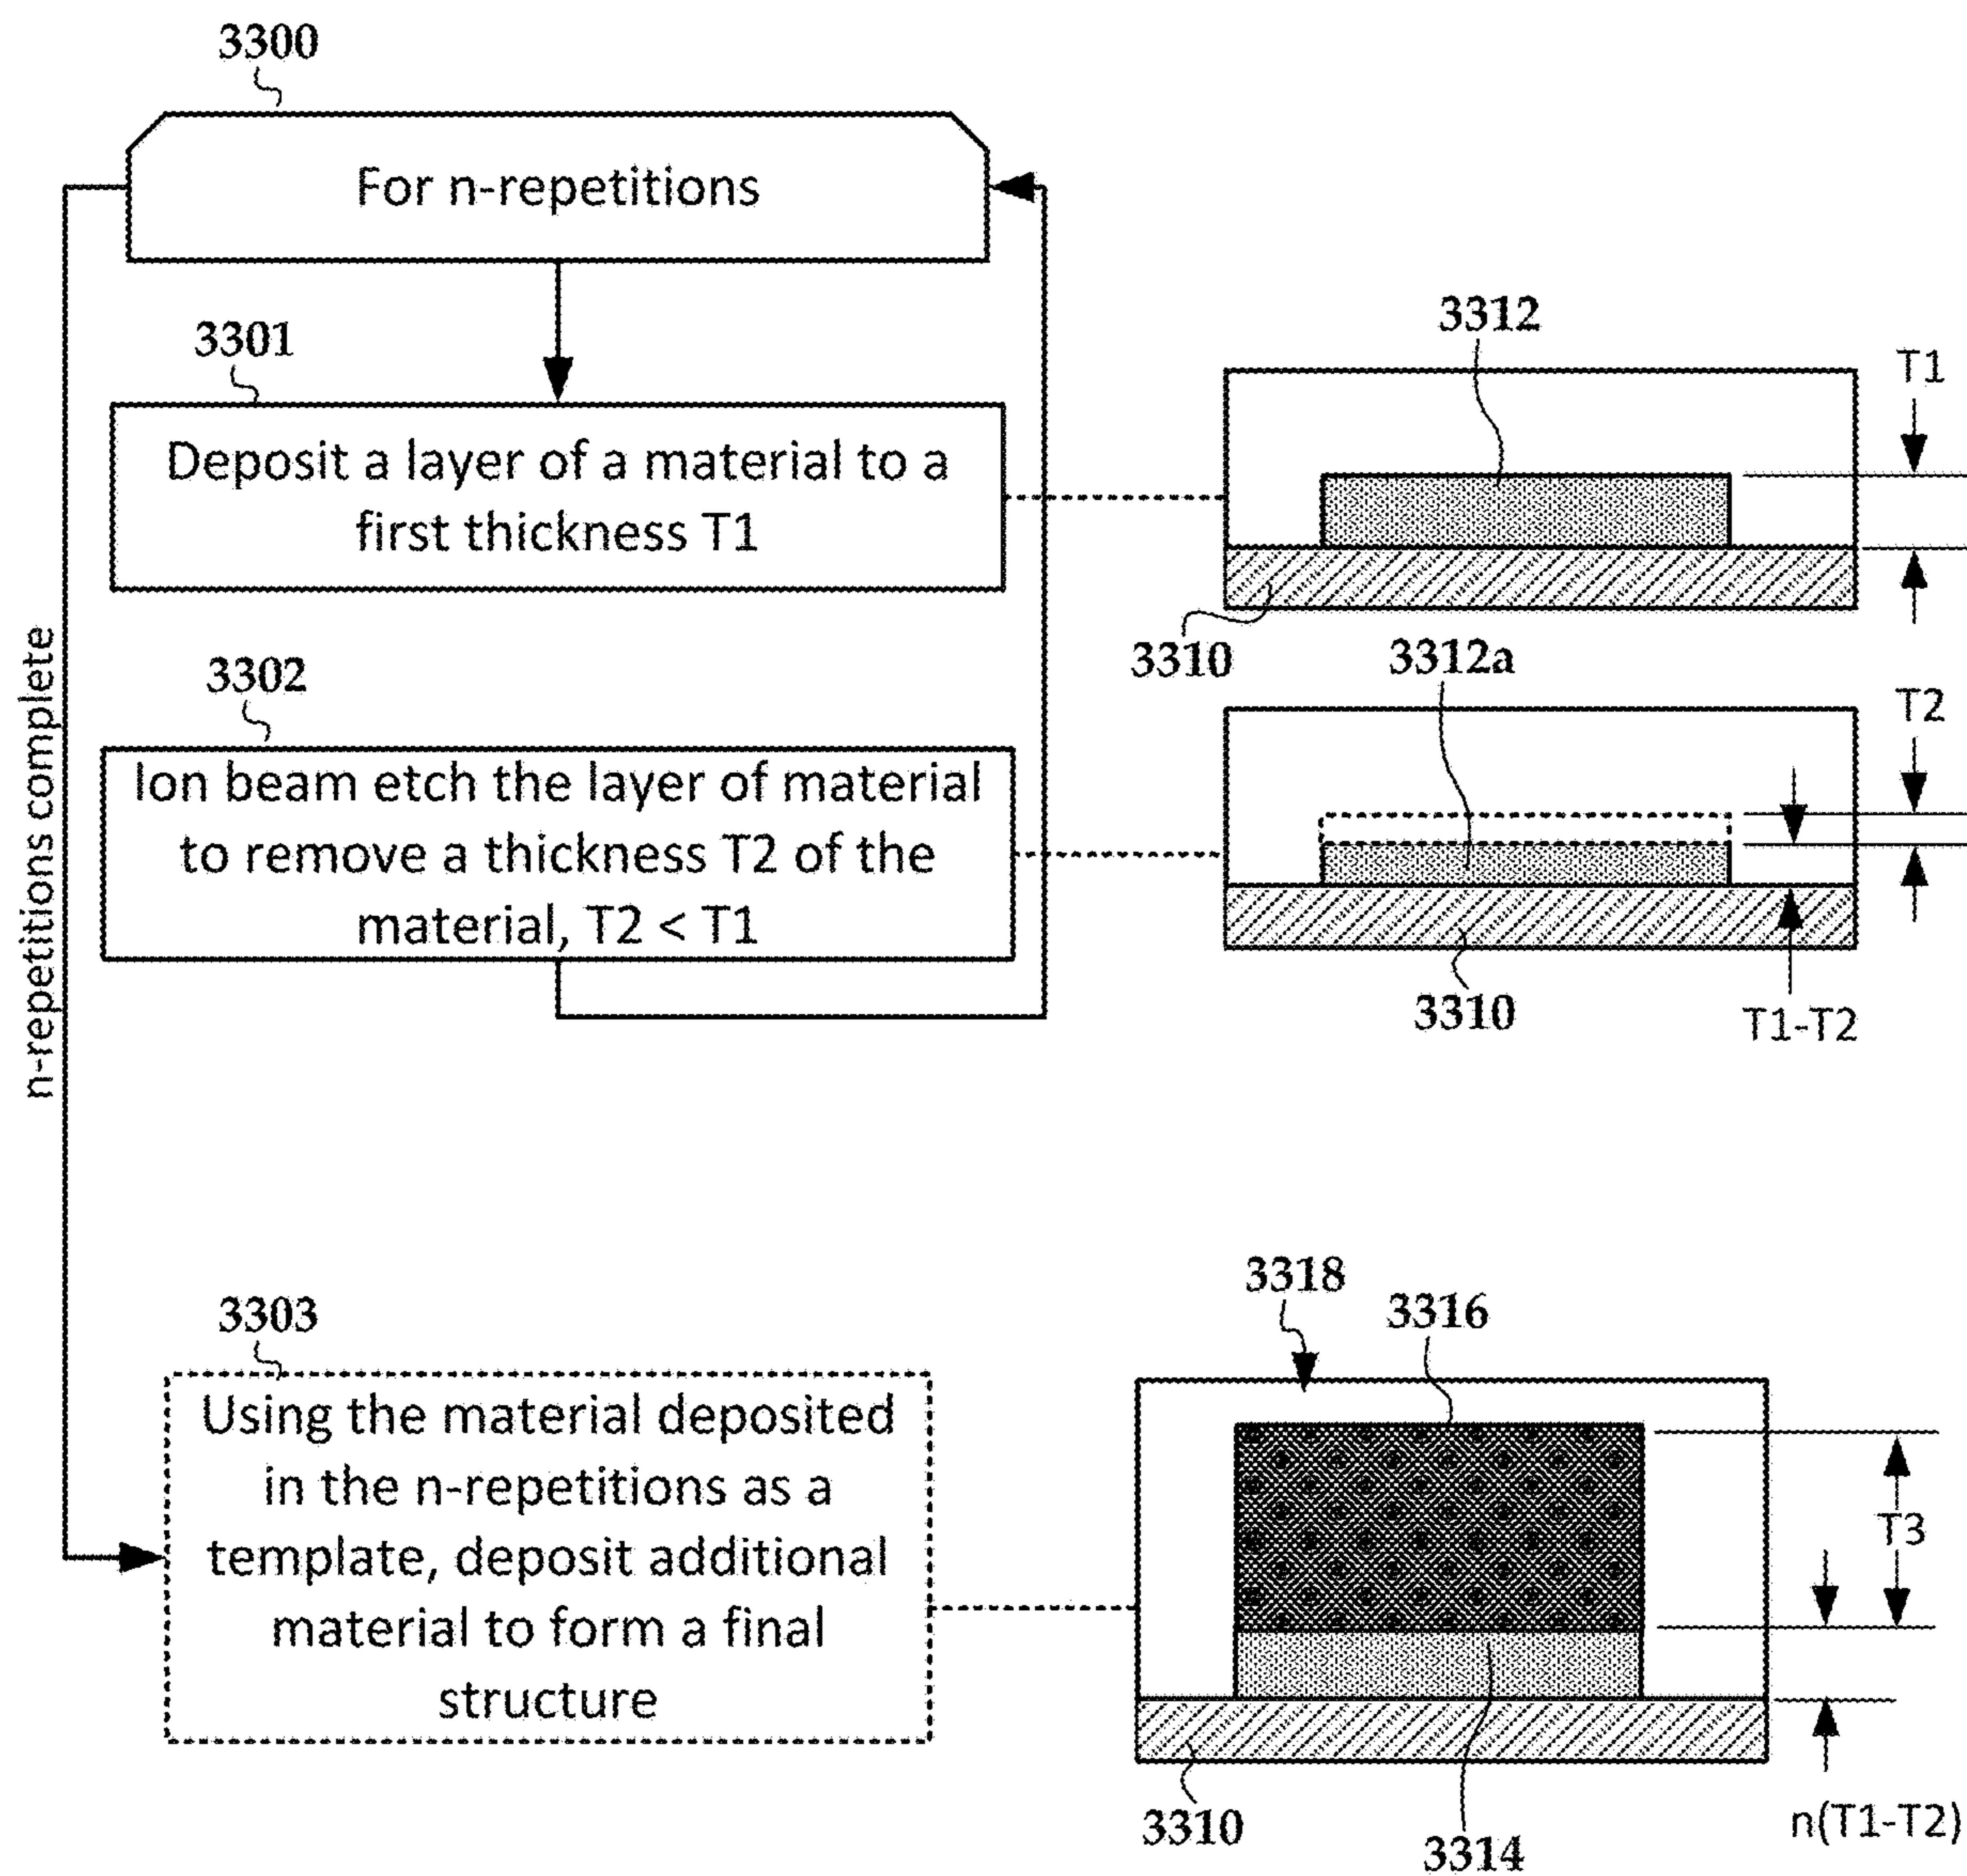 3300
For n-repetitions
3301
Deposit a layer of a material to a
first thickness T1
3312
T1
3310
3302
Ion beam etch the layer of material
to remove a thickness T2 of the
material, T2 < T1
3312a
T2
3310
T1-T2
n-repetitions complete
3303
Using the material deposited
in the n-repetitions as a
template, deposit additional
material to form a final
structure
3318
3316
T3
3310
3314
n(T1-T2)